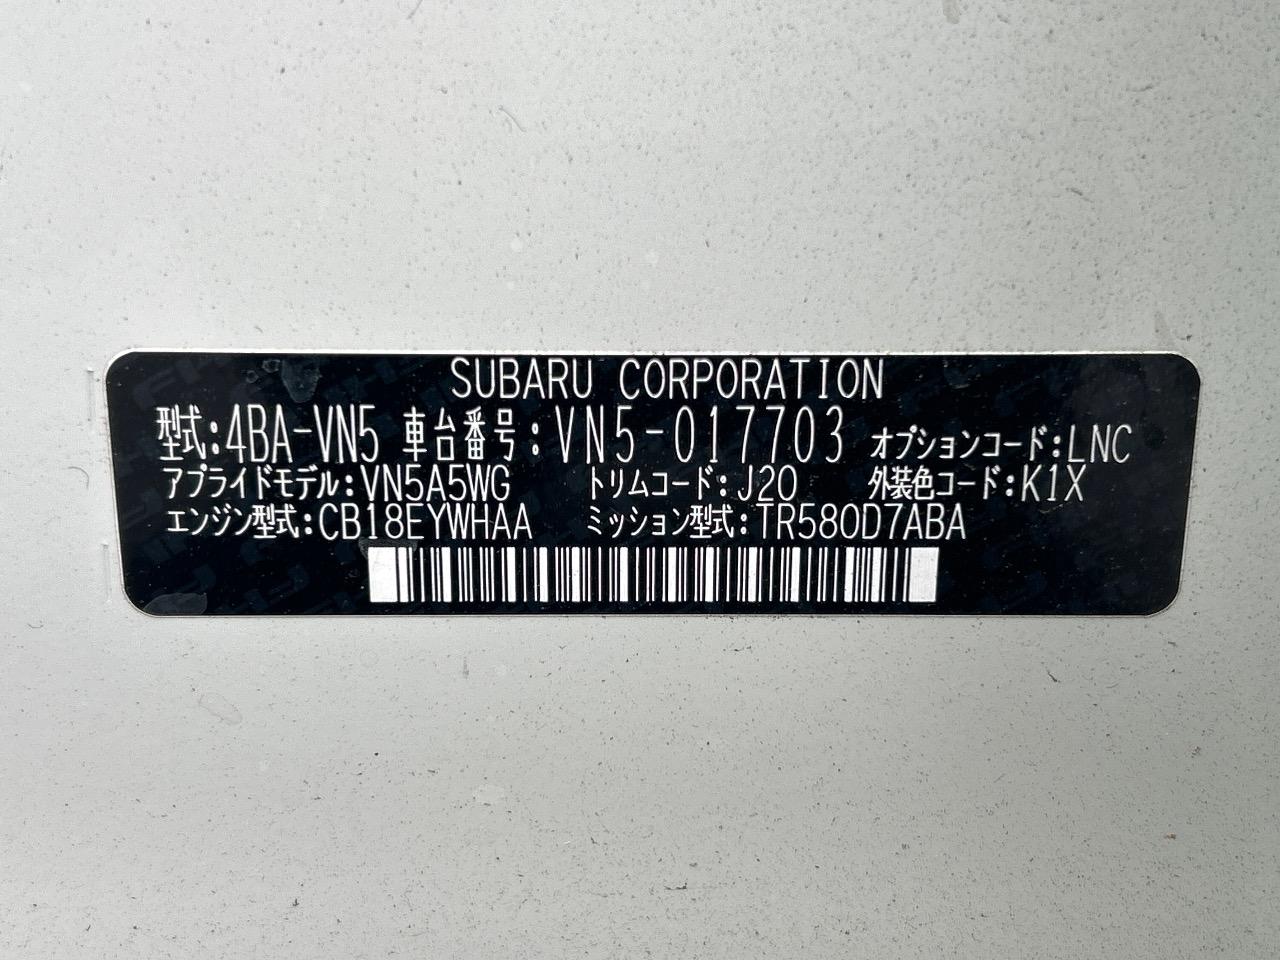 SUBARU CORPORATION
型式:4BA-VN5 車台番号:VN5-017703 オプションコード:LNC
アプライドモデル:VN5A5WG トリムコード:J20 外装色コード:K1X
エンジン型式:CB18EYWHAA ミッション型式:TR580D7ABA